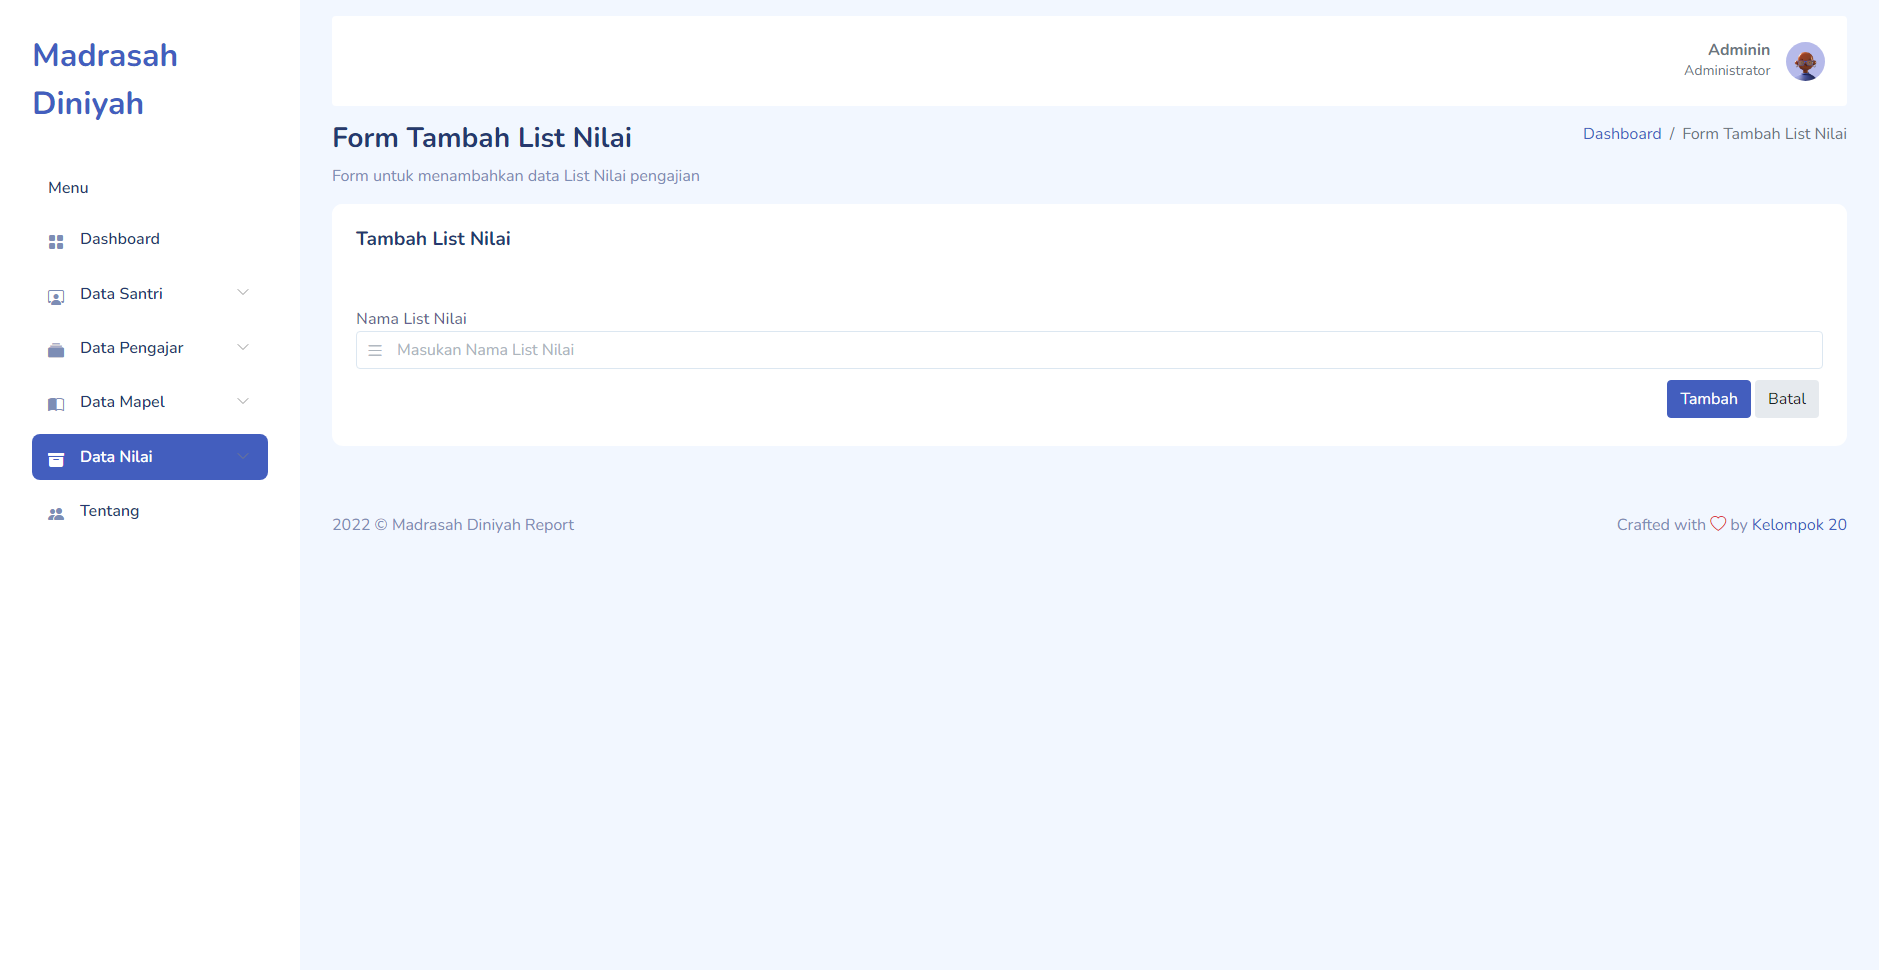 Madrasah
Diniyah
Menu
Dashboard
Data Santri
Data Pengajar
Data Mapel
Data Nilai
Tentang
Adminin
Administrator
Form Tambah List Nilai
Dashboard / Form Tambah List Nilai
Form untuk menambahkan data List Nilai pengajian
Tambah List Nilai
Nama List Nilai
Masukan Nama List Nilai
Tambah Batal
2022 © Madrasah Diniyah Report
Crafted with ♡ by Kelompok 20